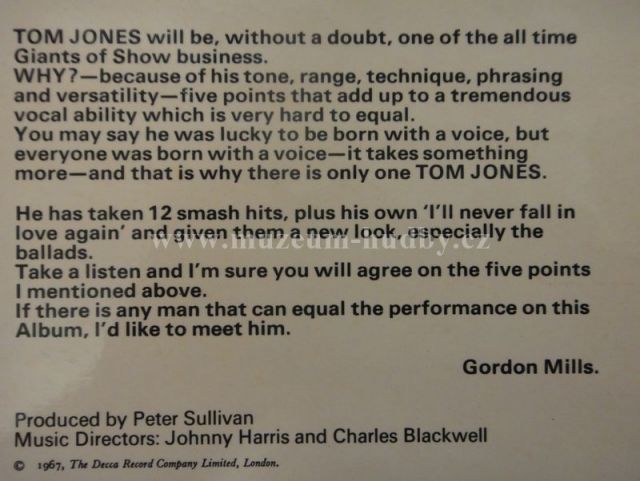 TOM JONES will be, without a doubt, one of the all time
Giants of Show business.
WHY?—because of his tone, range, technique, phrasing
and versatility—five points that add up to a tremendous
vocal ability which is very hard to equal.
You may say he was lucky to be born with a voice, but
everyone was born with a voice—it takes something
more—and that is why there is only one TOM JONES.
He has taken 12 smash hits, plus his own ‘I’ll never fall in
love again’ and given them a new look, especially the
www.muzeum-hudby.cz
ballads.
Take a listen and I’m sure you will agree on the five points
I mentioned above.
If there is any man that can equal the performance on this
Album, I’d like to meet him.
Gordon Mills.
Produced by Peter Sullivan
Music Directors: Johnny Harris and Charles Blackwell
© 1967, The Decca Record Company Limited, London.